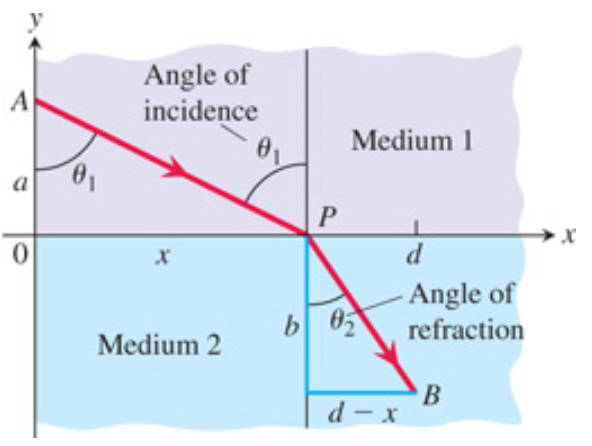 y
Angle of
incidence
A
θ₁
Medium 1
a
θ₁
P
x
0
x
d
Angle of
refraction
b
θ₂
Medium 2
B
d − x